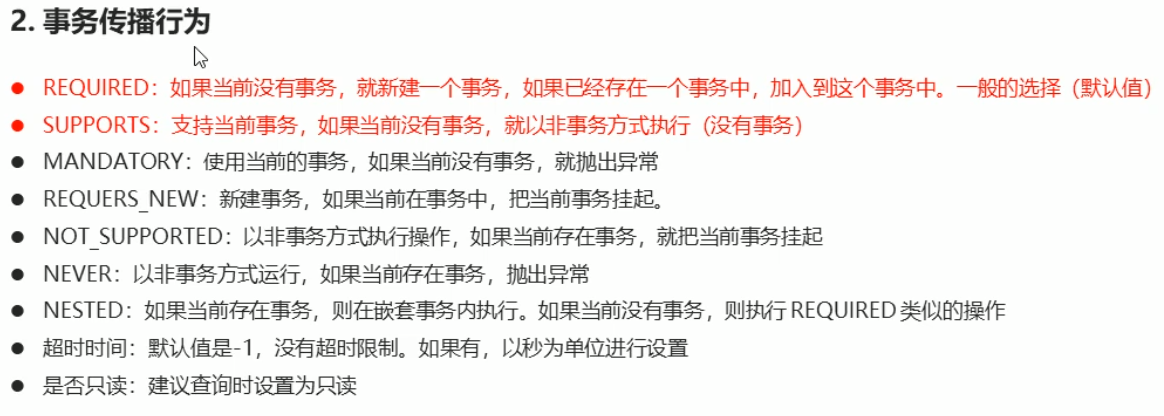 2. 事务传播行为
● REQUIRED：如果当前没有事务，就新建一个事务，如果已经存在一个事务中，加入到这个事务中。一般的选择（默认值）
● SUPPORTS：支持当前事务，如果当前没有事务，就以非事务方式执行（没有事务）
● MANDATORY：使用当前的事务，如果当前没有事务，就抛出异常
● REQUERS_NEW：新建事务，如果当前在事务中，把当前事务挂起。
● NOT_SUPPORTED：以非事务方式执行操作，如果当前存在事务，就把当前事务挂起
● NEVER：以非事务方式运行，如果当前存在事务，抛出异常
● NESTED：如果当前存在事务，则在嵌套事务内执行。如果当前没有事务，则执行 REQUIRED 类似的操作
● 超时时间：默认值是-1，没有超时限制。如果有，以秒为单位进行设置
● 是否只读：建议查询时设置为只读